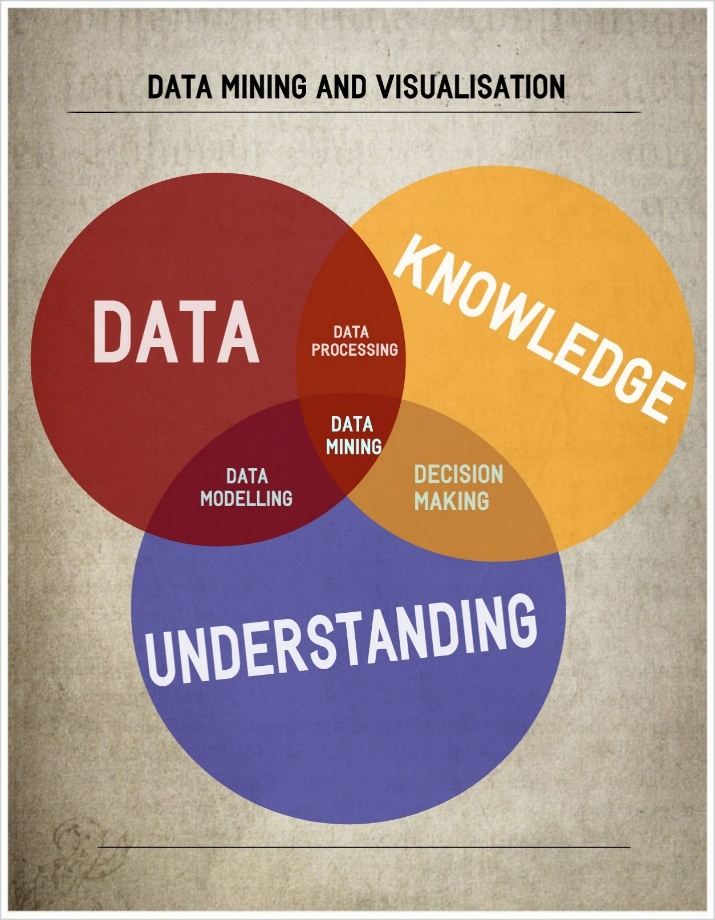 DATA MINING AND VISUALISATION
DATA
KNOWLEDGE
DATA
PROCESSING
DATA
MINING
DATA
MODELLING
DECISION
MAKING
UNDERSTANDING